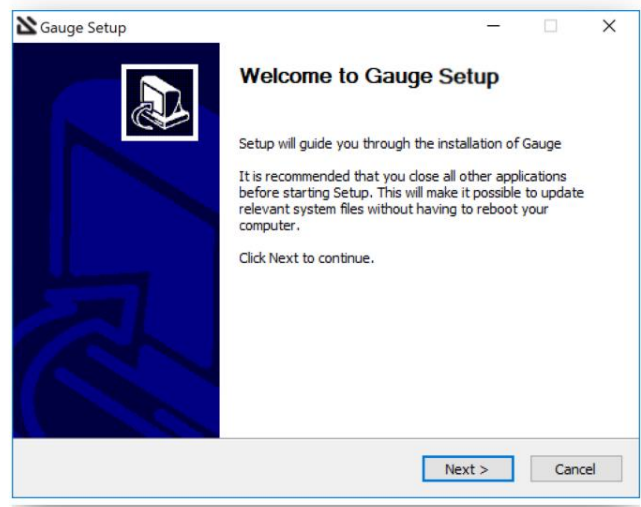 Gauge Setup
Welcome to Gauge Setup
Setup will guide you through the installation of Gauge
It is recommended that you close all other applications
before starting Setup. This will make it possible to update
relevant system files without having to reboot your
computer.
Click Next to continue.
Next > Cancel